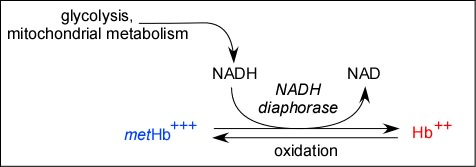 glycolysis,
mitochondrial metabolism
NADH
NADH
diaphorase
NAD
metHb+++
Hb++
oxidation